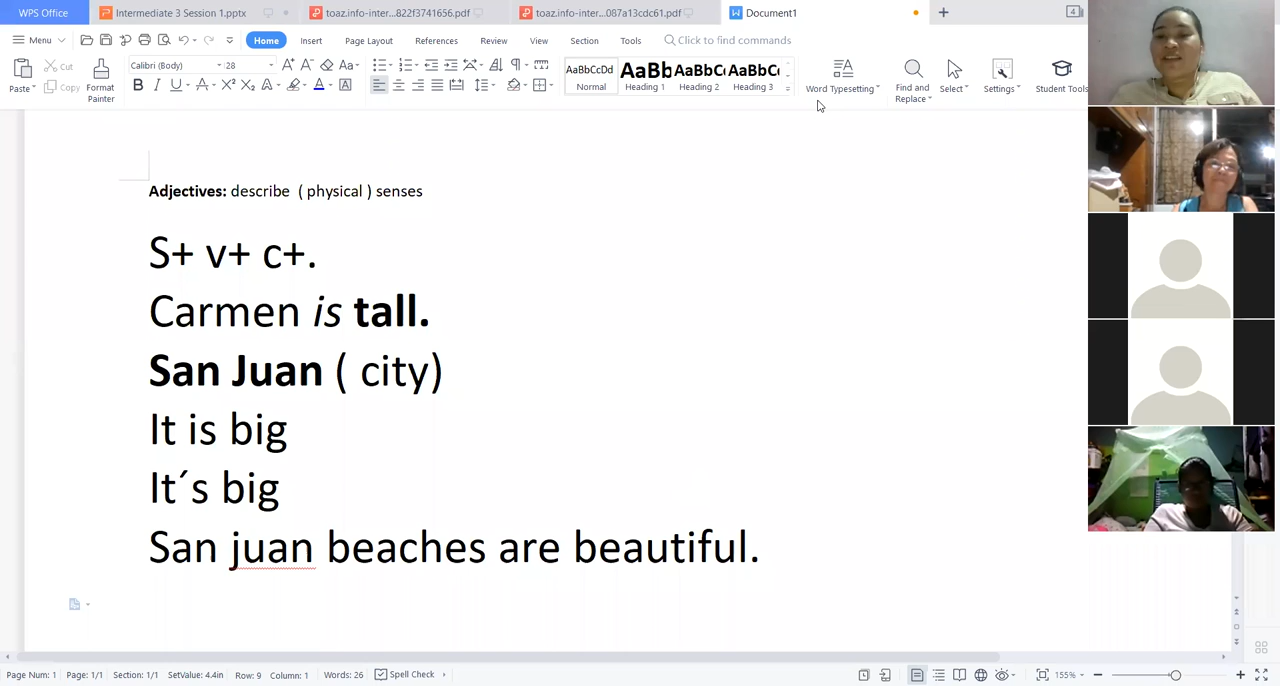 WPS Office Intermediate 3 Session 1.pptx toaz.info-inter...822f3741656.pdf toaz.info-inter...087a13cdc61.pdf Document1 4
Menu Home Insert Page Layout References Review View Section Tools Click to find commands
Paste Cut Copy Format Painter Calibri (Body) 28 AaBbCcDd Normal AaBb Heading 1 AaBbC Heading 2 AaBbC Heading 3 Word Typesetting Find and Replace Select Settings Student Tools
Adjectives: describe ( physical ) senses
S+ v+ c+.
Carmen is tall.
San Juan ( city)
It is big
It´s big
San juan beaches are beautiful.
Page Num: 1 Page: 1/1 Section: 1/1 SetValue: 4.4in Row: 9 Column: 1 Words: 26 Spell Check 155%